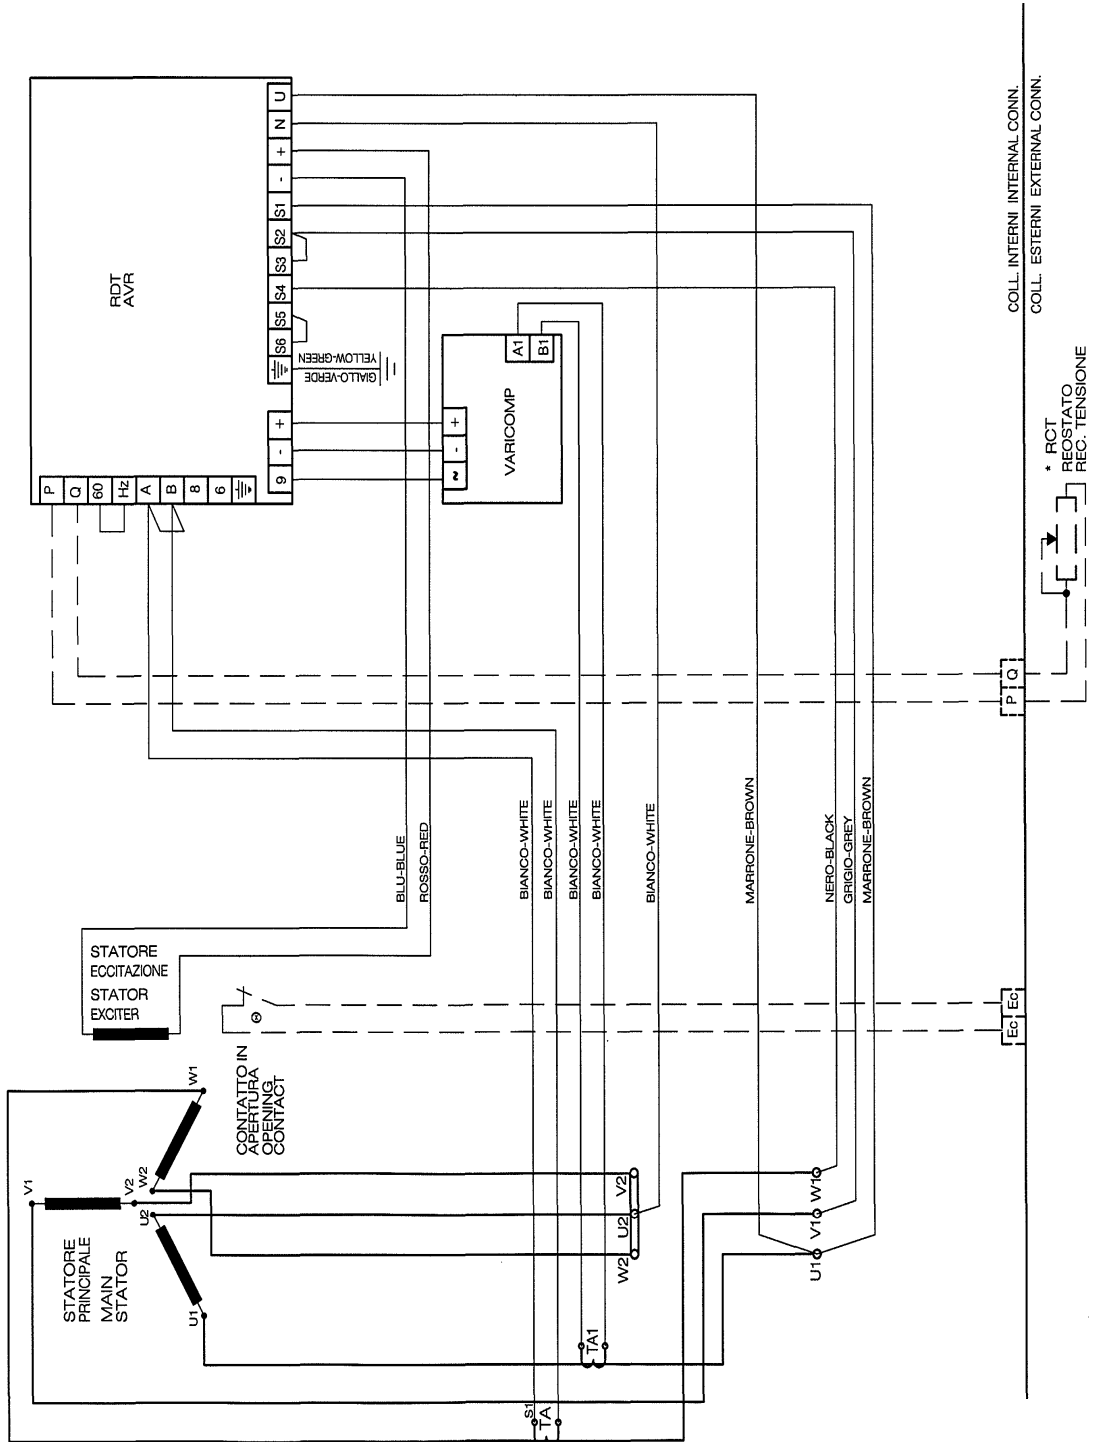 RDT
AVR
U
N
+
-
S1
S2
S3
S4
S5
S6
GIALLO-VERDE
YELLOW-GREEN
+
-
9
P
Q
60
Hz
A
B
8
6
VARICOMP
A1
B1
+
-
~
COLL. INTERNI INTERNAL CONN.
COLL. ESTERNI EXTERNAL CONN.
* RCT
REOSTATO
REC. TENSIONE
Q
P
BLU-BLUE
ROSSO-RED
BIANCO-WHITE
BIANCO-WHITE
BIANCO-WHITE
BIANCO-WHITE
BIANCO-WHITE
MARRONE-BROWN
NERO-BLACK
GRIGIO-GREY
MARRONE-BROWN
STATORE
ECCITAZIONE
STATOR
EXCITER
Ec
Ec
CONTATTO IN
APERTURA
OPENING
CONTACT
W1
V1
V2
W2
U2
U1
STATORE
PRINCIPALE
MAIN
STATOR
V2
U2
W2
W1
V1
U1
TA1
S1
TA